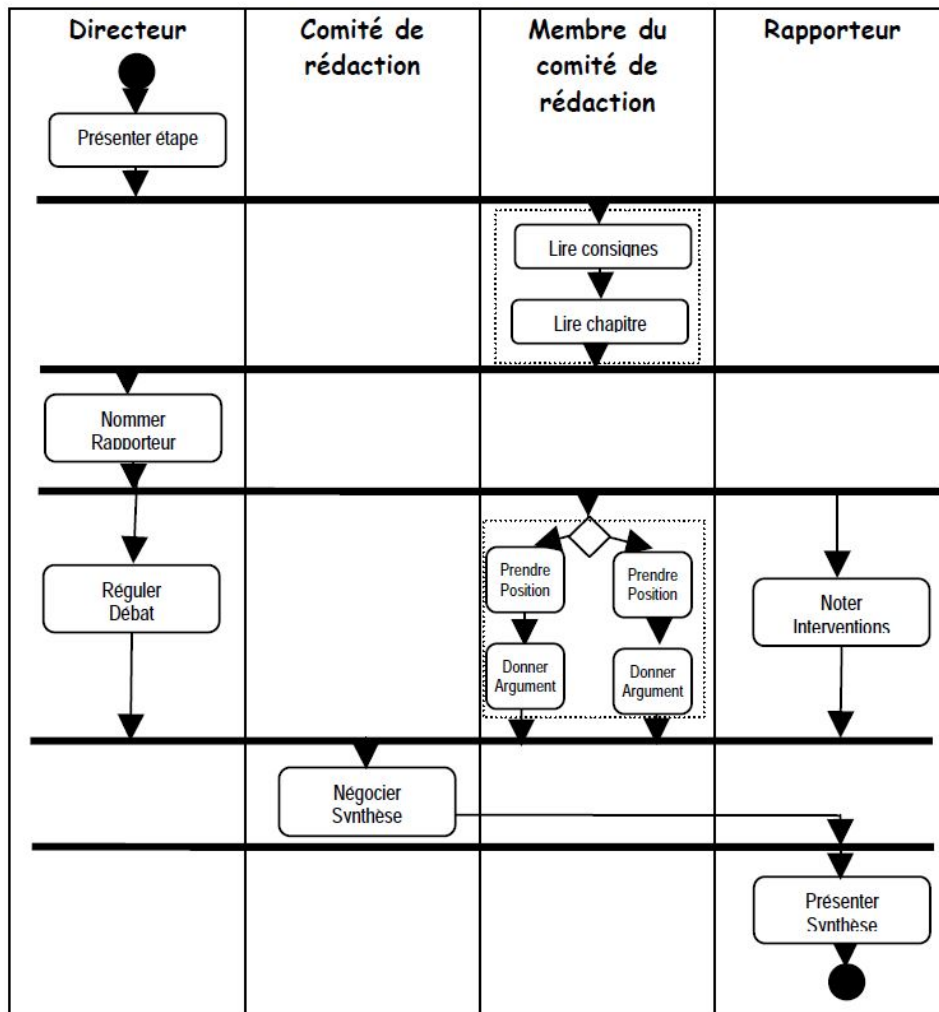 Directeur
Comité de
rédaction
Membre du
comité de
rédaction
Rapporteur
Présenter étape
Lire consignes
Lire chapitre
Nommer
Rapporteur
Réguler
Débat
Prendre
Position
Prendre
Position
Noter
Interventions
Donner
Argument
Donner
Argument
Négocier
Synthèse
Présenter
Synthèse